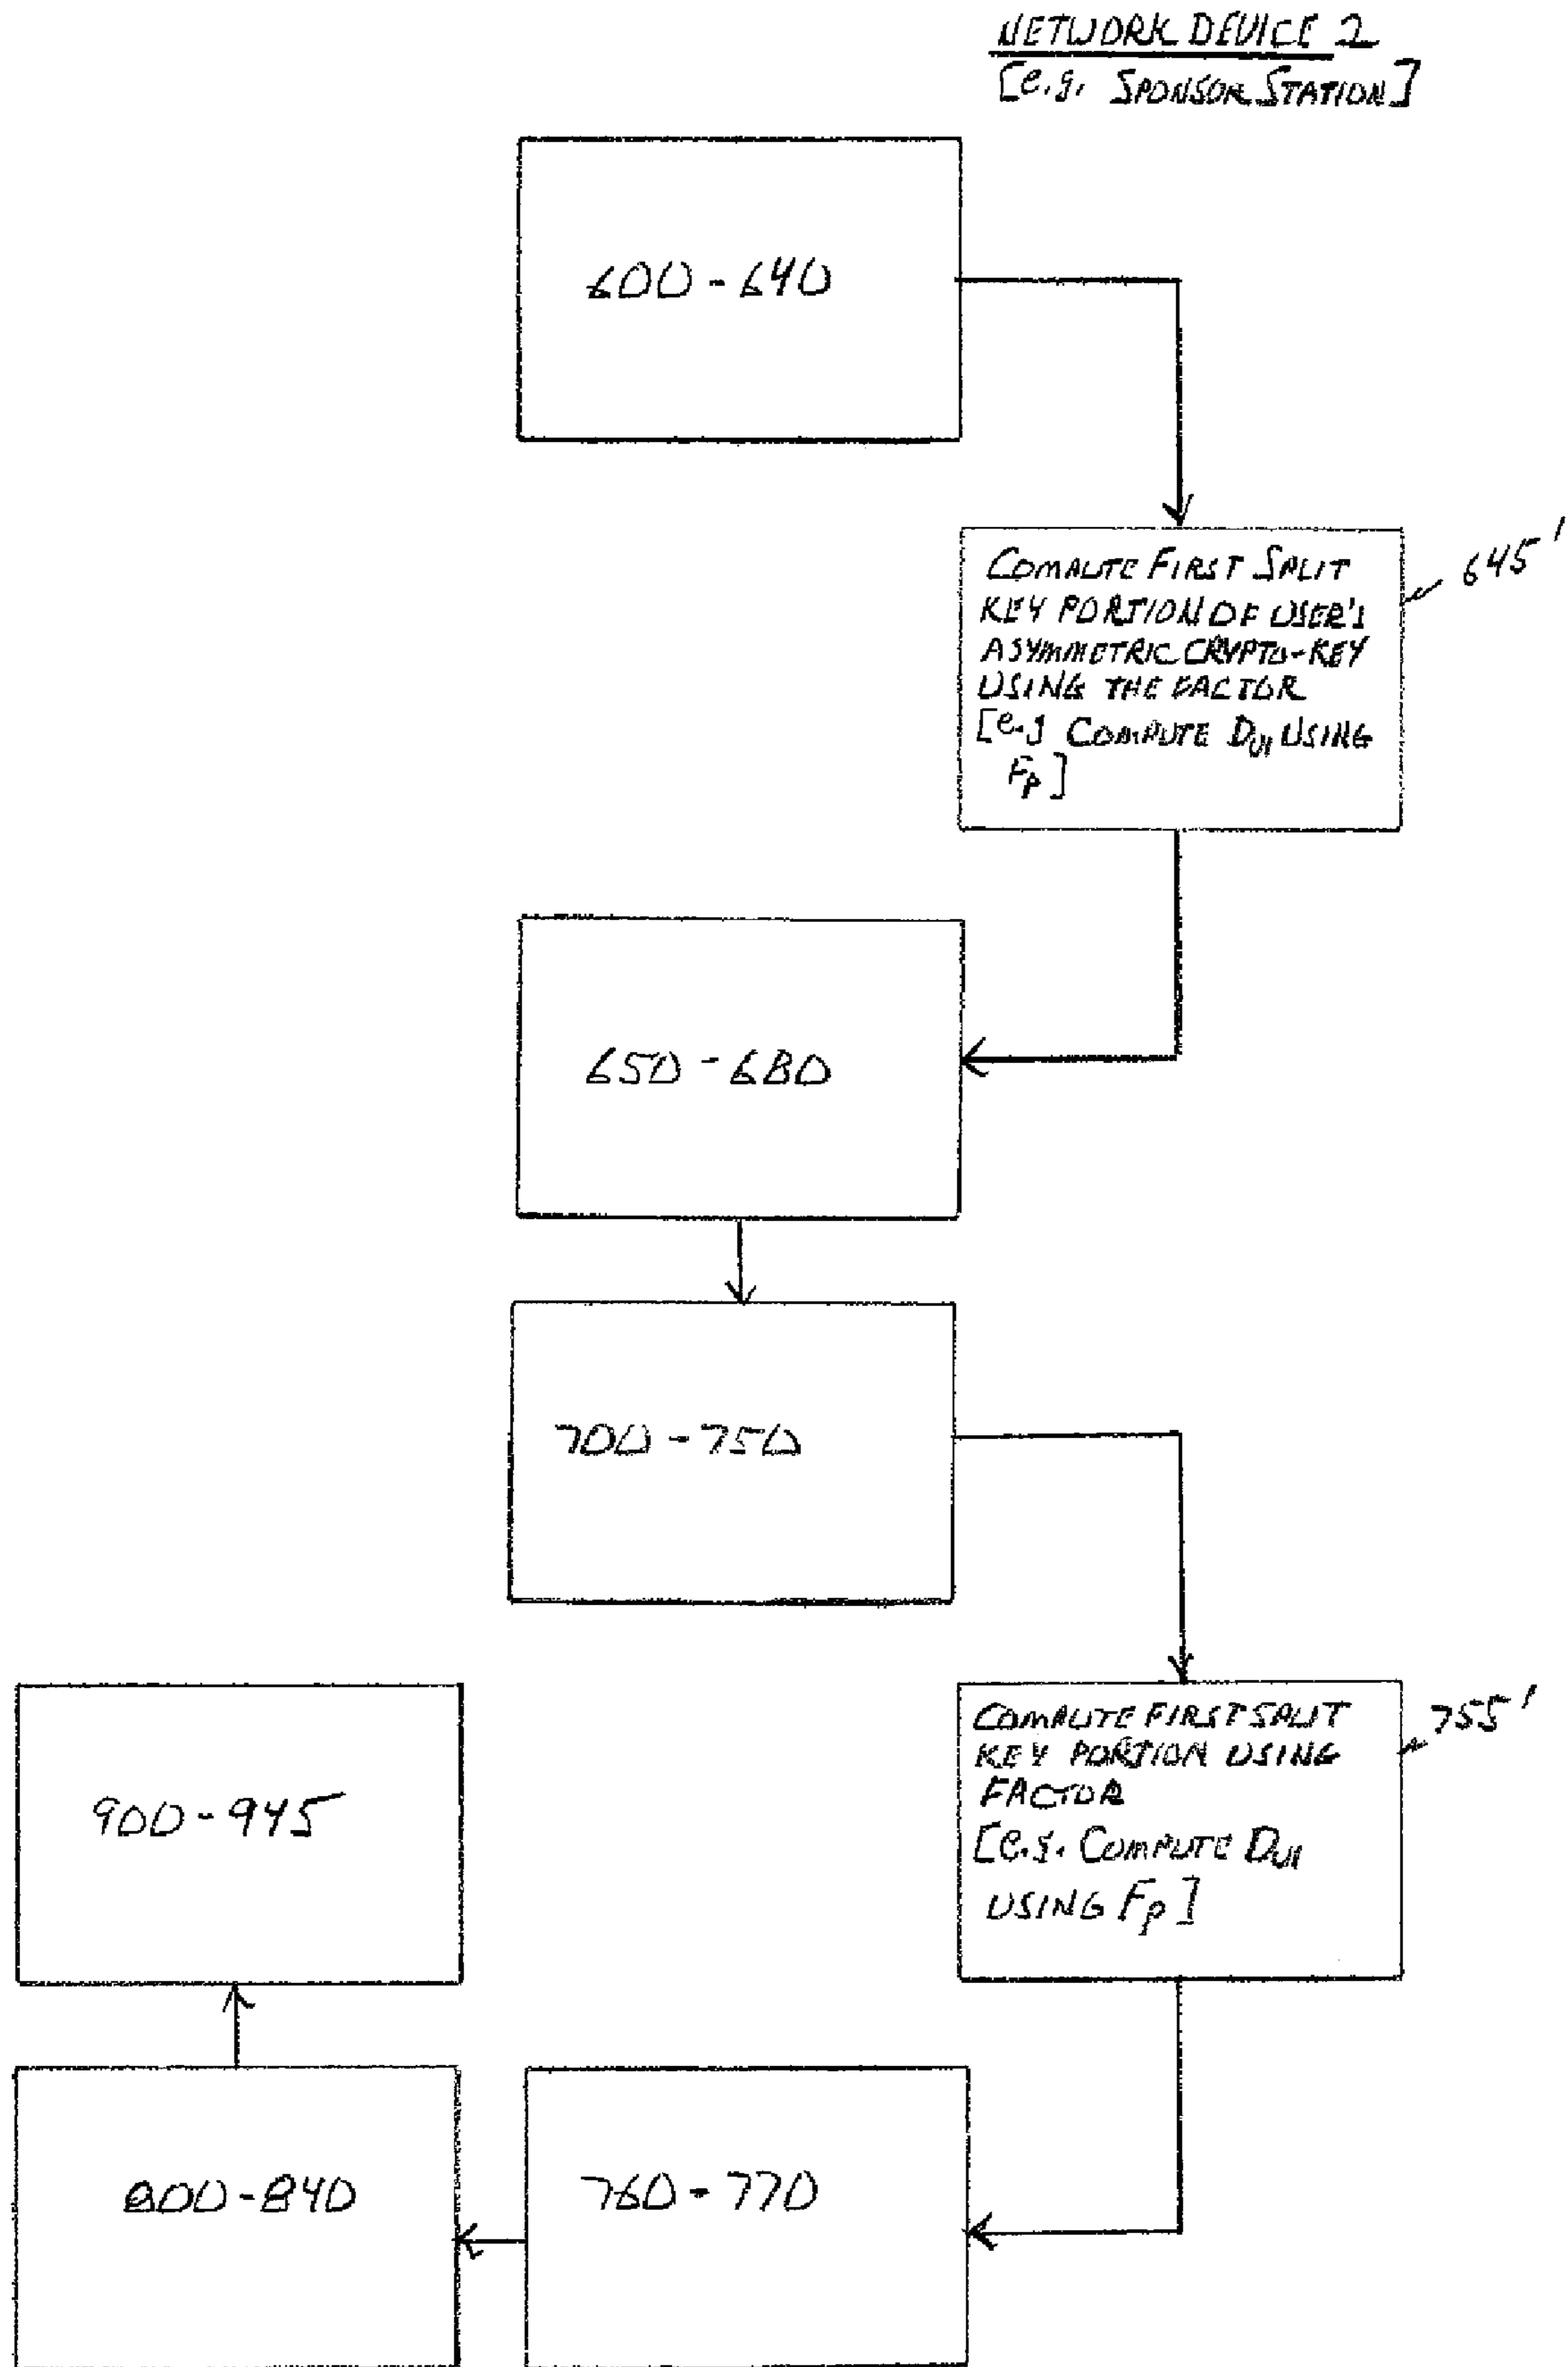 NETWORK DEVICE 2
[e.g. SPONSOR STATION]
600-640
COMPUTE FIRST SPLIT
KEY PORTION OF USER'S
ASYMMETRIC CRYPTO-KEY
USING THE FACTOR
[e.g COMPUTE DU1 USING
FP]
645'
650-680
700-750
COMPUTE FIRST SPLIT
KEY PORTION USING
FACTOR
[e.g. COMPUTE DU1
USING FP]
755'
900-945
800-840
760-770